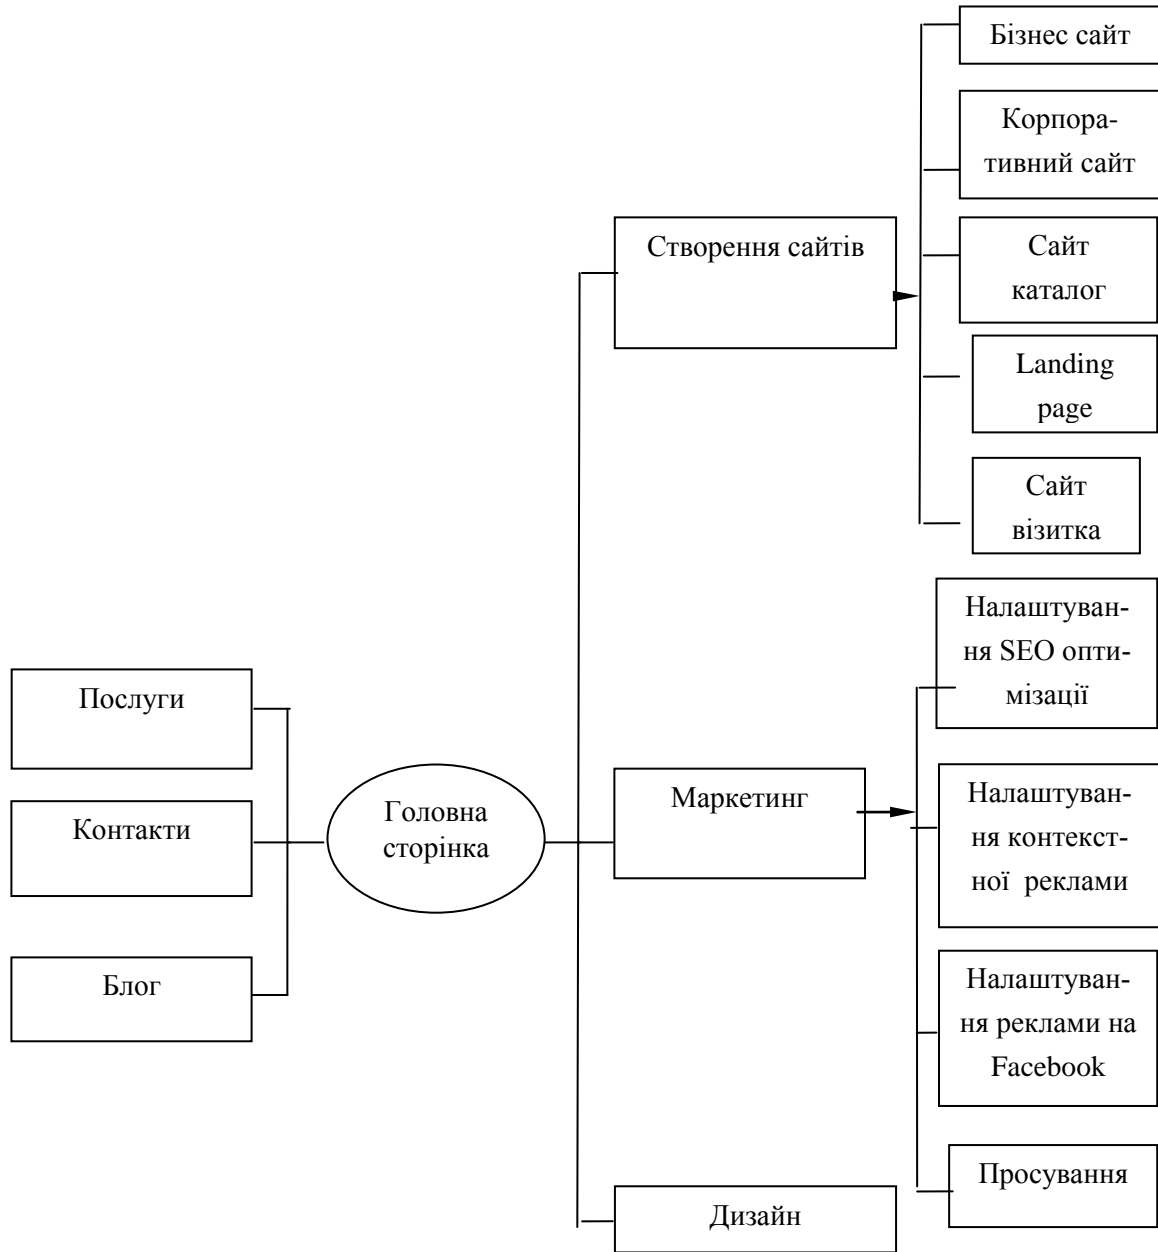 Бізнес сайт
Корпора-
тивний сайт
Створення сайтів
Сайт
каталог
Landing
page
Сайт
візитка
Налаштуван-
ня SEO опти-
мізації
Послуги
Контакти
Блог
Головна
сторінка
Маркетинг
Налаштуван-
ня контекст-
ної реклами
Налаштуван-
ня реклами на
Facebook
Просування
Дизайн